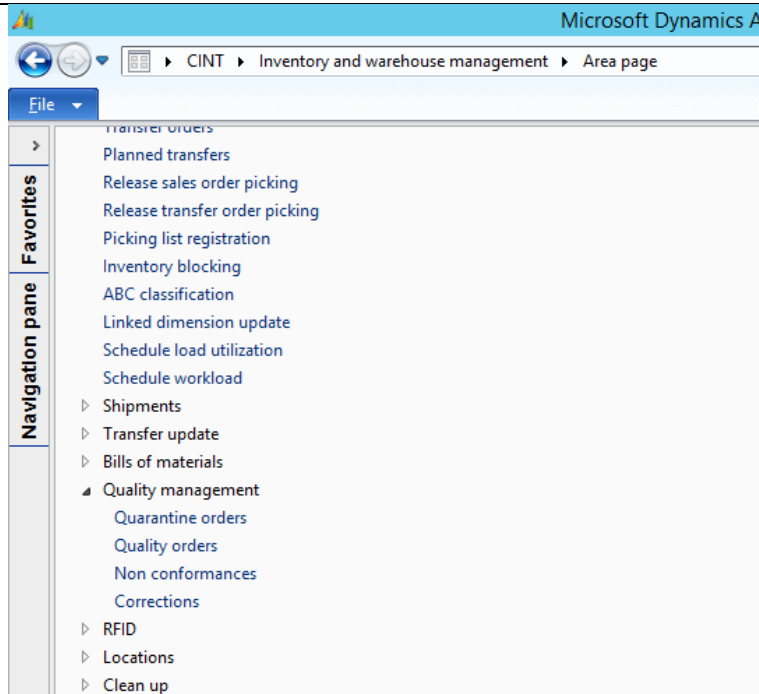 Microsoft Dynamics A
CINT Inventory and warehouse management Area page
File
Favorites
Navigation pane
Transfer orders
Planned transfers
Release sales order picking
Release transfer order picking
Picking list registration
Inventory blocking
ABC classification
Linked dimension update
Schedule load utilization
Schedule workload
Shipments
Transfer update
Bills of materials
Quality management
Quarantine orders
Quality orders
Non conformances
Corrections
RFID
Locations
Clean up